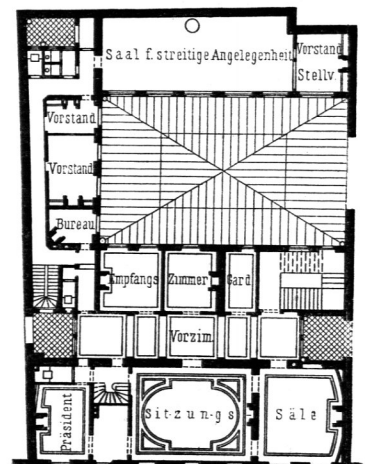 Saal f. streitige Angelegenheit
Vorstand
Stellv.
Vorstand
Vorstand
Bureau
Empfangs Zimmer Gard.
Vorzim.
Präsident
Sitzungs Säle